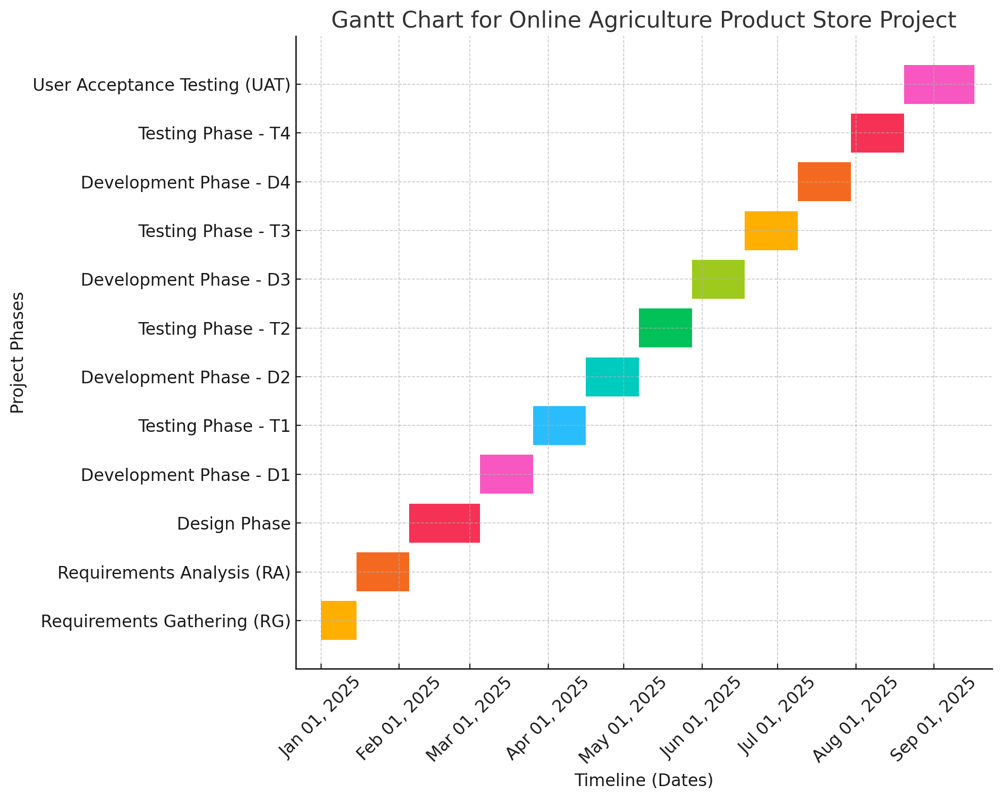 Gantt Chart for Online Agriculture Product Store Project
User Acceptance Testing (UAT)
Testing Phase - T4
Development Phase - D4
Testing Phase - T3
Development Phase - D3
Testing Phase - T2
Development Phase - D2
Testing Phase - T1
Development Phase - D1
Design Phase
Requirements Analysis (RA)
Requirements Gathering (RG)
Project Phases
Jan 01, 2025
Feb 01, 2025
Mar 01, 2025
Apr 01, 2025
May 01, 2025
Jun 01, 2025
Jul 01, 2025
Aug 01, 2025
Sep 01, 2025
Timeline (Dates)